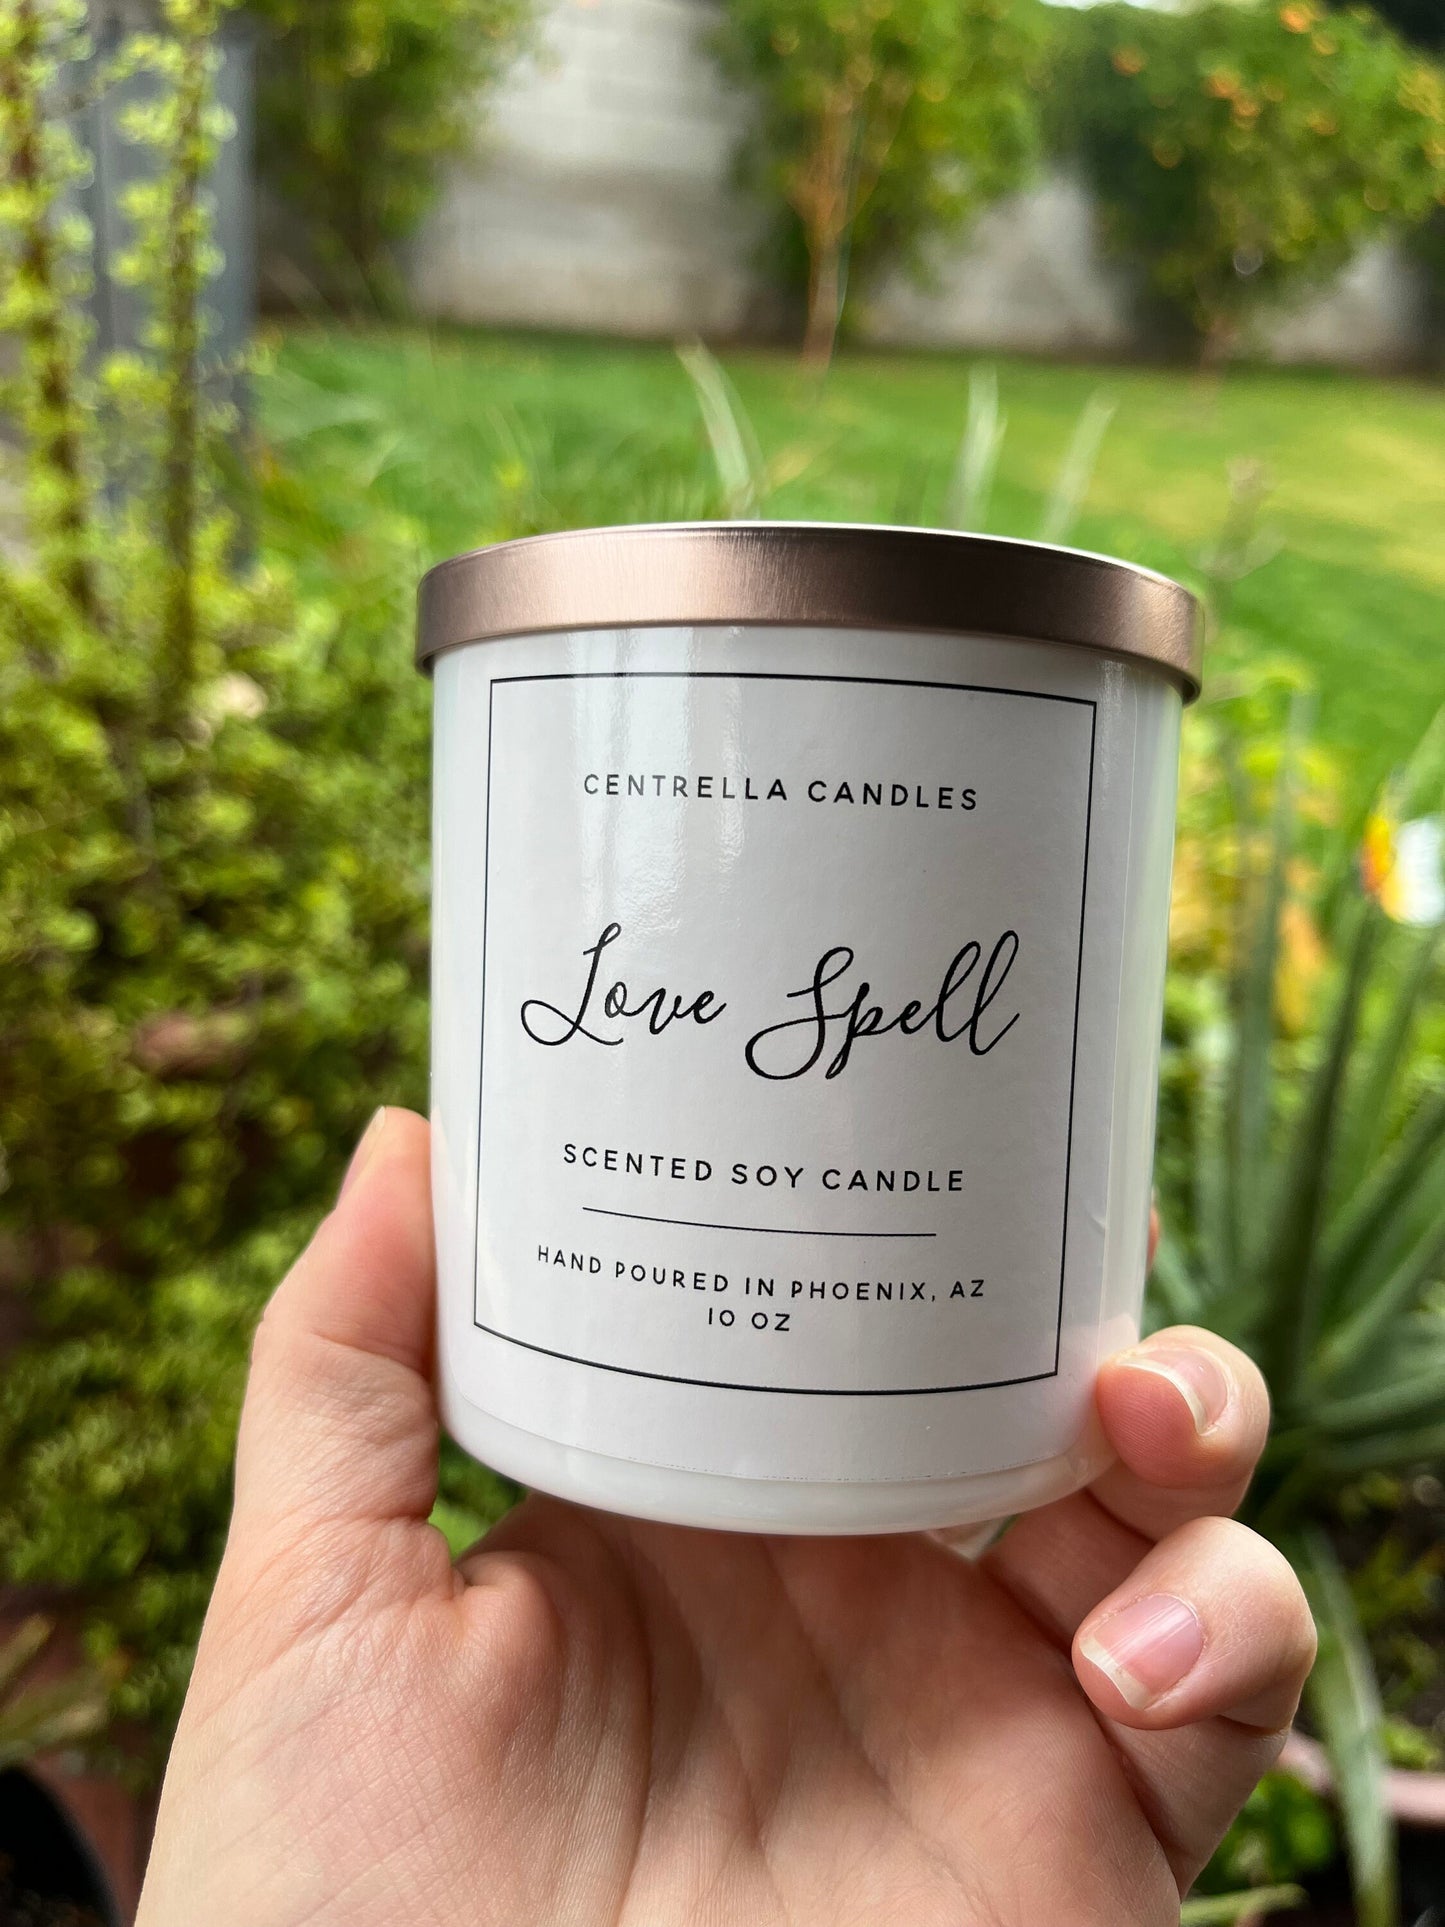 CENTRELLA CANDLES
Love Spell
SCENTED SOY CANDLE
HAND POURED IN PHOENIX, AZ
10 OZ